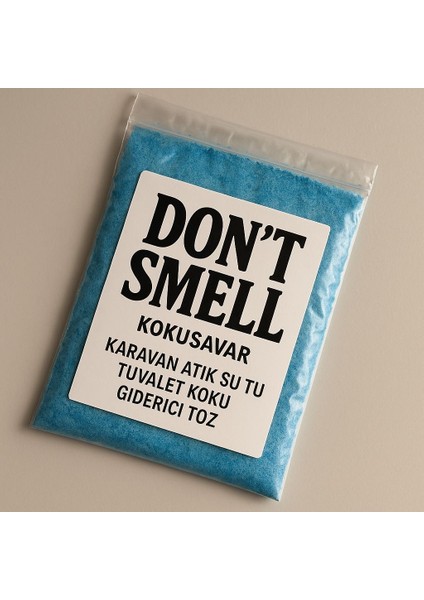 DON'T
SMELL
KOKUSAVAR
KARAVAN ATIK SU TU
TUVALET KOKU
GIDERICI TOZ